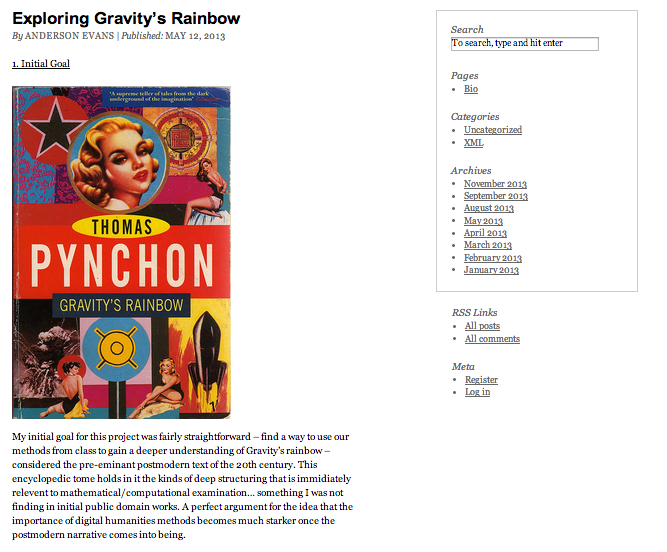 Exploring Gravity's Rainbow
By ANDERSON EVANS | Published: MAY 12, 2013
1. Initial Goal
'A supreme teller of tales from the dark
underground of the imagination'
THOMAS
PYNCHON
GRAVITY'S RAINBOW
My initial goal for this project was fairly straightforward – find a way to use our
methods from class to gain a deeper understanding of Gravity's rainbow –
considered the pre-eminant postmodern text of the 20th century. This
encyclopedic tome holds in it the kinds of deep structuring that is immidiately
relevent to mathematical/computational examination... something I was not
finding in initial public domain works. A perfect argument for the idea that the
importance of digital humanities methods becomes much starker once the
postmodern narrative comes into being.
Search
To search, type and hit enter
Pages
• Bio
Categories
• Uncategorized
• XML
Archives
• November 2013
• September 2013
• August 2013
• May 2013
• April 2013
• March 2013
• February 2013
• January 2013
RSS Links
• All posts
• All comments
Meta
• Register
• Log in